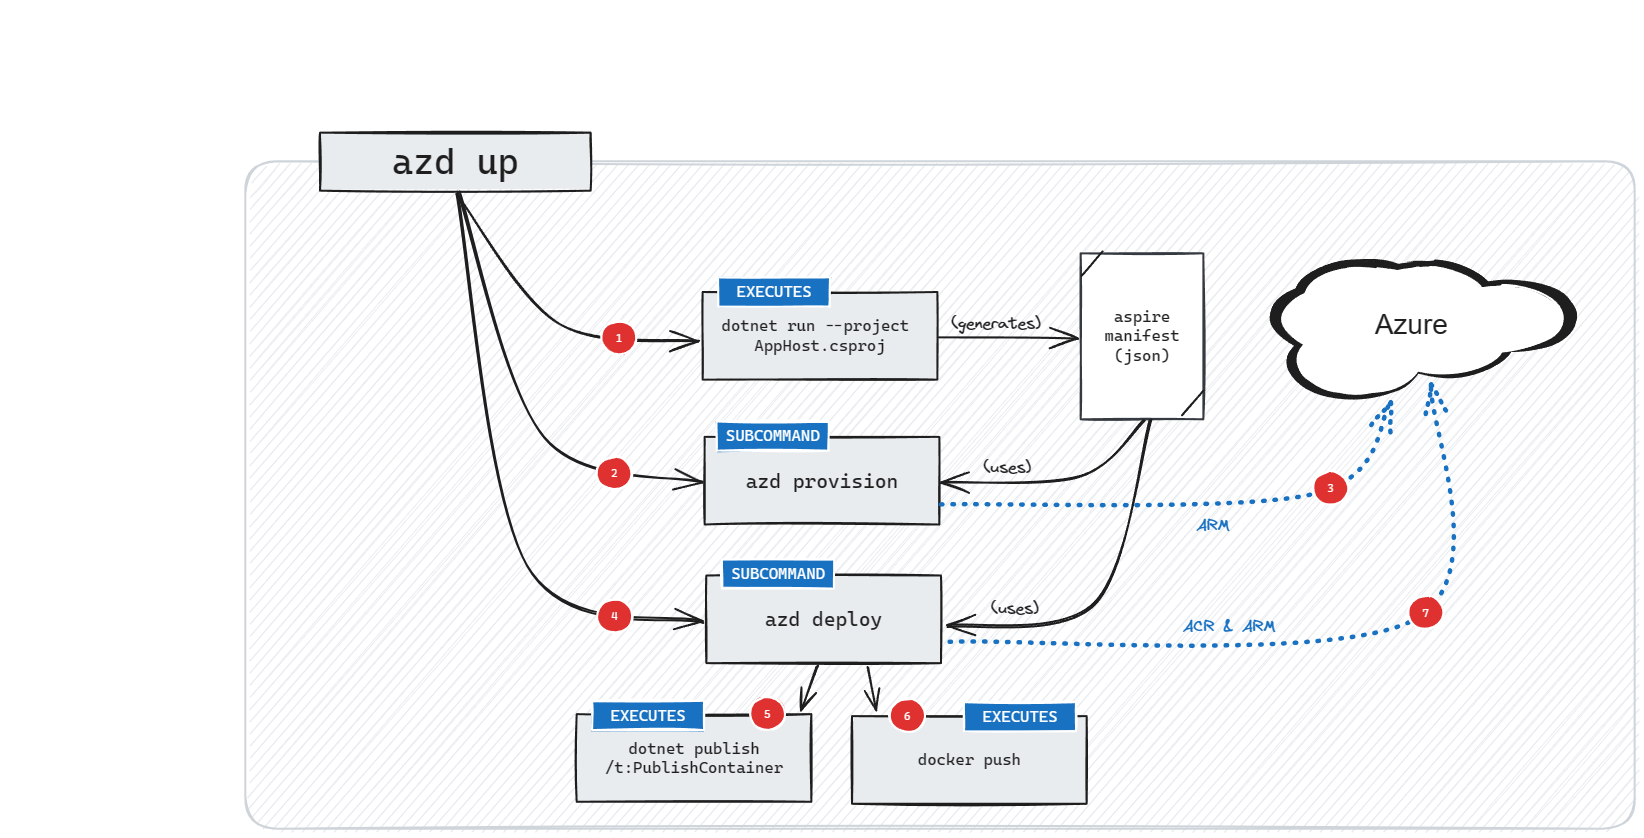 azd up
EXECUTES
dotnet run --project
AppHost.csproj
1
(generates)
aspire
manifest
(json)
Azure
SUBCOMMAND
azd provision
2
(uses)
3
ARM
SUBCOMMAND
azd deploy
4
(uses)
ACR & ARM
7
EXECUTES
5
dotnet publish
/t:PublishContainer
6
EXECUTES
docker push